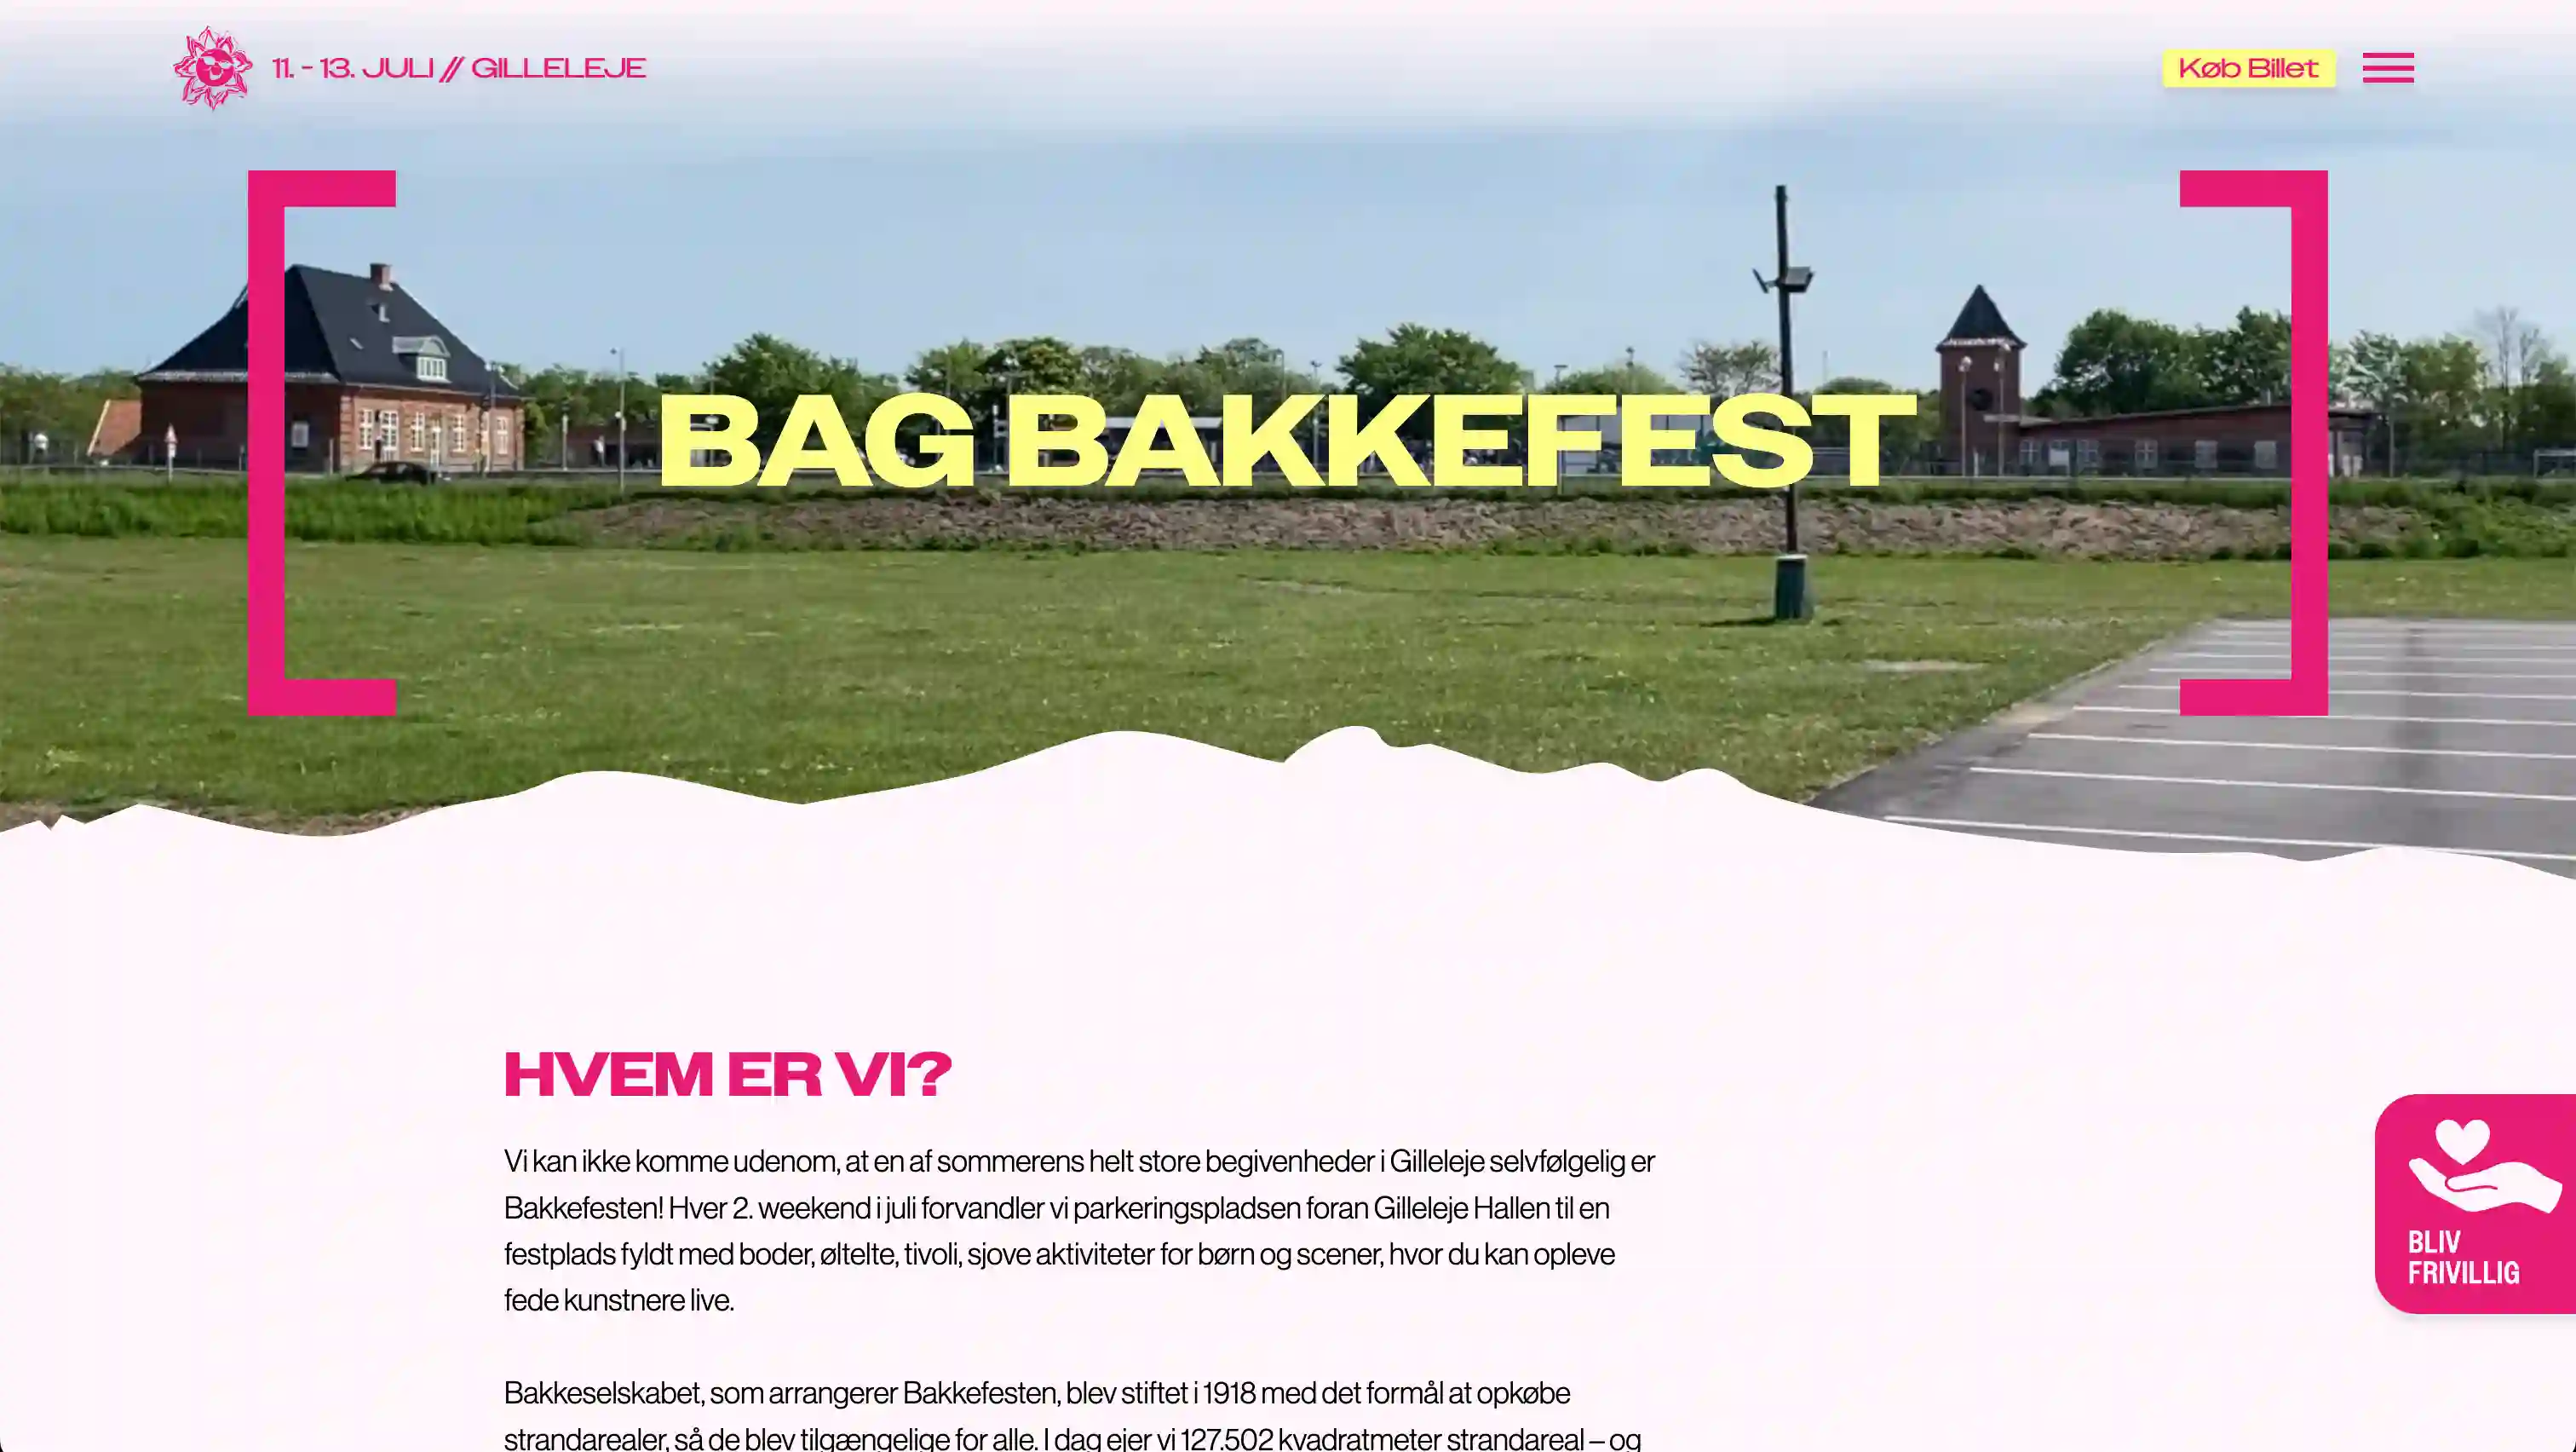 11. - 13. JULI // GILLELEJE
Køb Billet
BAG BAKKEFEST
HVEM ER VI?
Vi kan ikke komme udenom, at en af sommerens helt store begivenheder i Gilleleje selvfølgelig er
Bakkefesten! Hver 2. weekend i juli forvandler vi parkeringspladsen foran Gilleleje Hallen til en
festplads fyldt med boder, øltelte, tivoli, sjove aktiviteter for børn og scener, hvor du kan opleve
fede kunstnere live.
Bakkeselskabet, som arrangerer Bakkefesten, blev stiftet i 1918 med det formål at opkøbe
strandarealer, så de blev tilgængelige for alle. I dag ejer vi 127.502 kvadratmeter strandareal – og
BLIV
FRIVILLIG